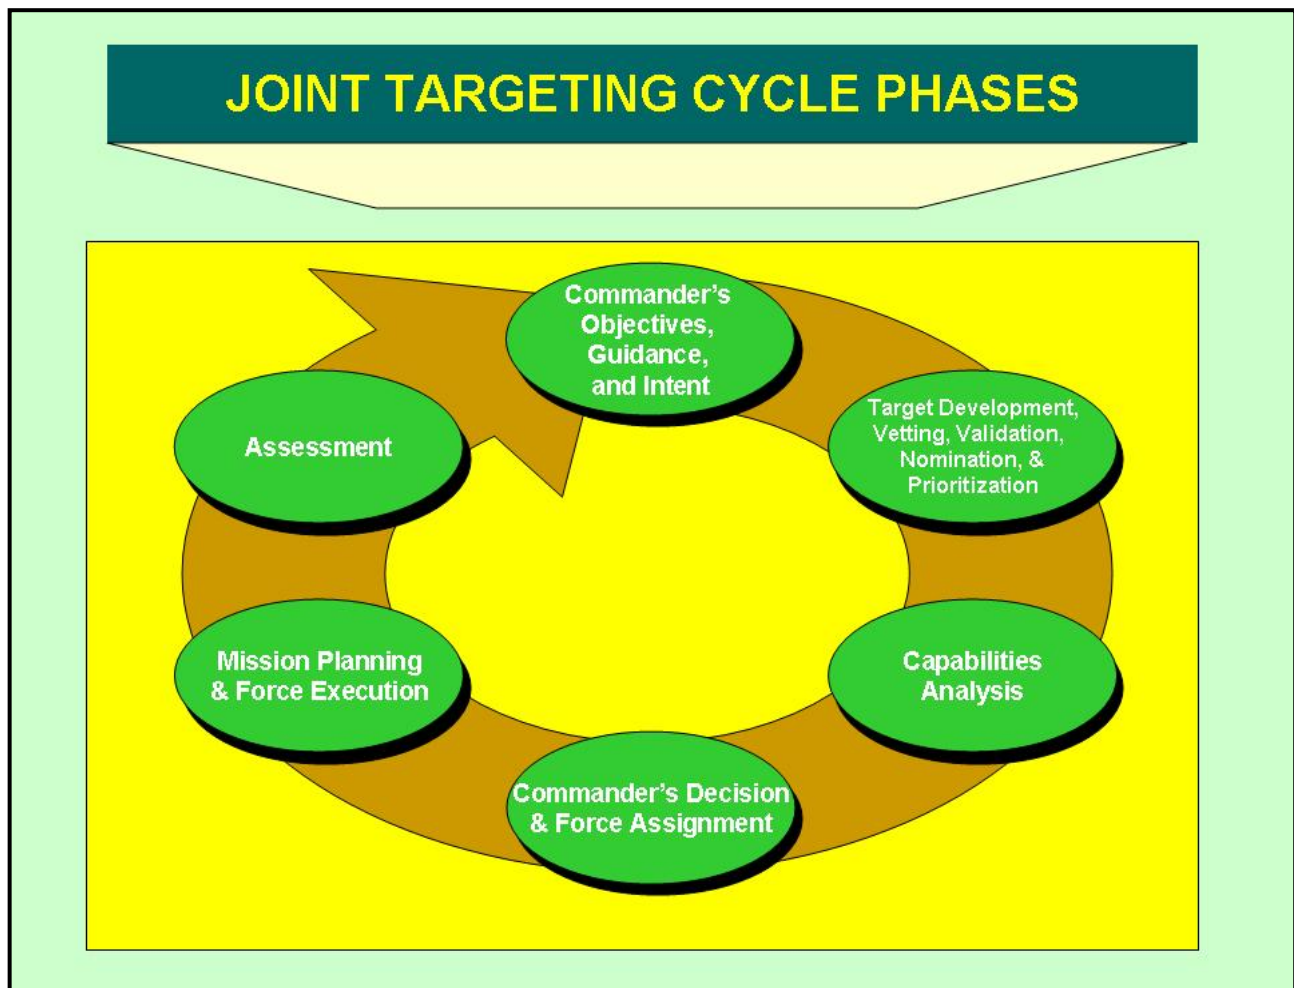 JOINT TARGETING CYCLE PHASES
Commander’s
Objectives,
Guidance,
and Intent
Target Development,
Vetting, Validation,
Nomination, &
Prioritization
Capabilities
Analysis
Commander’s Decision
& Force Assignment
Mission Planning
& Force Execution
Assessment